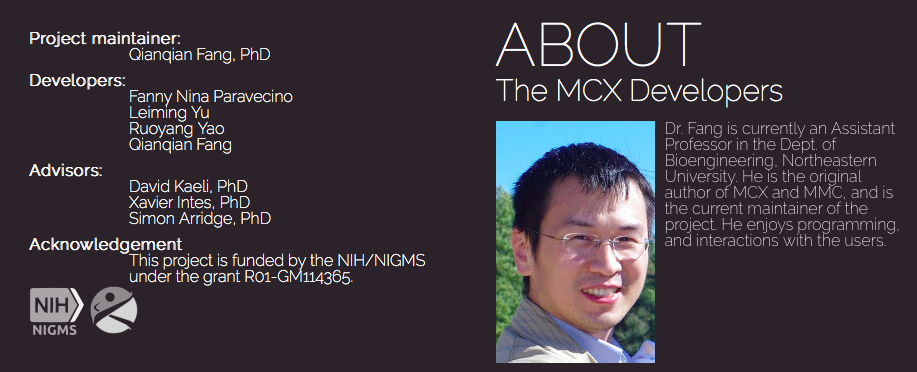 Project maintainer:
Qianqian Fang, PhD
Developers:
Fanny Nina Paravecino
Leiming Yu
Ruoyang Yao
Qianqian Fang
Advisors:
David Kaeli, PhD
Xavier Intes, PhD
Simon Arridge, PhD
Acknowledgement
This project is funded by the NIH/NIGMS
under the grant R01-GM114365.
NIH
NIGMS
ABOUT
The MCX Developers
Dr. Fang is currently an Assistant
Professor in the Dept. of
Bioengineering, Northeastern
University. He is the original
author of MCX and MMC, and is
the current maintainer of the
project. He enjoys programming,
and interactions with the users.